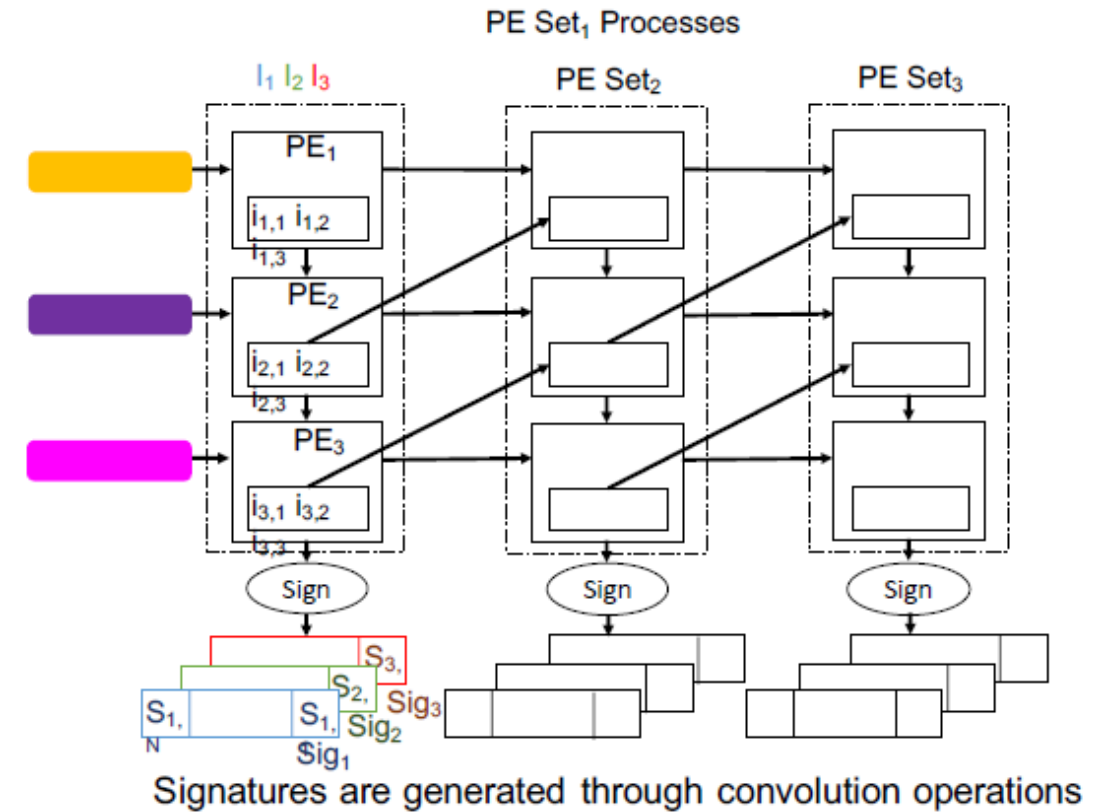 PE Set₁ Processes
I₁ I₂ I₃
PE Set₂
PE Set₃
PE₁
i₁,₁ i₁,₂
i₁,₃
PE₂
i₂,₁ i₂,₂
i₂,₃
PE₃
i₃,₁ i₃,₂
i₃,₃
Sign
Sign
Sign
S₃,
S₂,
Sig₃
S₁,
N
S₁,
Sig₂
Sig₁
Signatures are generated through convolution operations